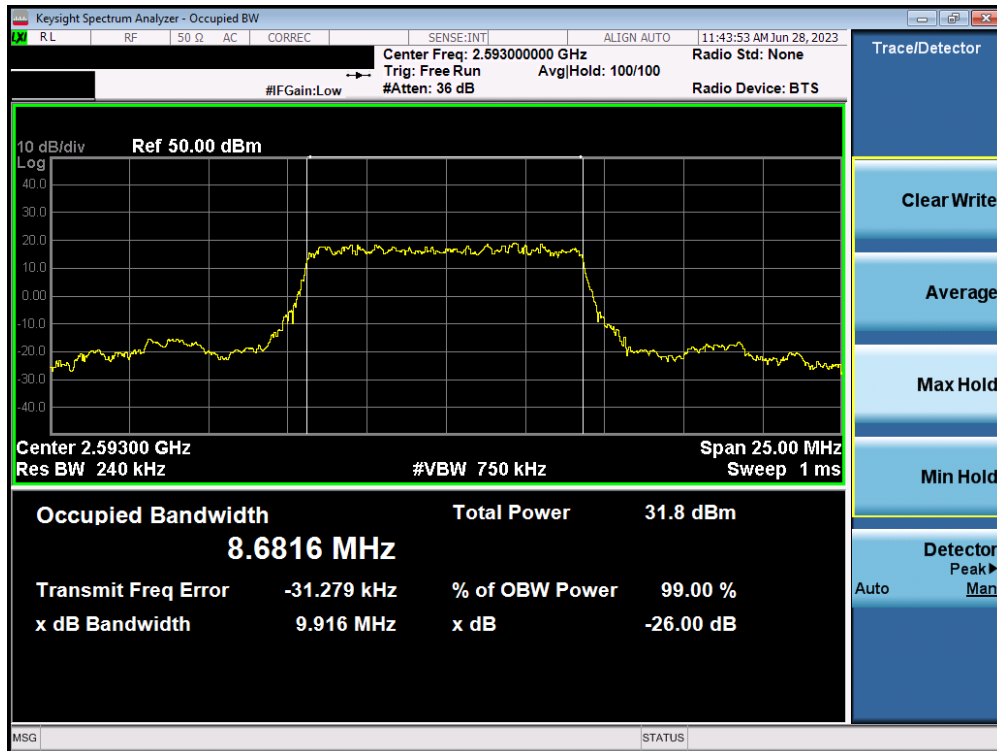 Keysight Spectrum Analyzer - Occupied BW
LXI RL RF 50 Ω AC CORREC SENSE:INT ALIGN AUTO 11:43:53 AM Jun 28, 2023
Center Freq: 2.593000000 GHz Radio Std: None
Trig: Free Run Avg|Hold: 100/100
#IFGain:Low #Atten: 36 dB Radio Device: BTS
10 dB/div Ref 50.00 dBm
Log
40.0
30.0
20.0
10.0
0.00
-10.0
-20.0
-30.0
-40.0
Center 2.59300 GHz Span 25.00 MHz
Res BW 240 kHz #VBW 750 kHz Sweep 1 ms
Occupied Bandwidth Total Power 31.8 dBm
8.6816 MHz
Transmit Freq Error -31.279 kHz % of OBW Power 99.00 %
x dB Bandwidth 9.916 MHz x dB -26.00 dB
MSG STATUS
Trace/Detector
Clear Write
Average
Max Hold
Min Hold
Detector
Peak▶
Auto Man